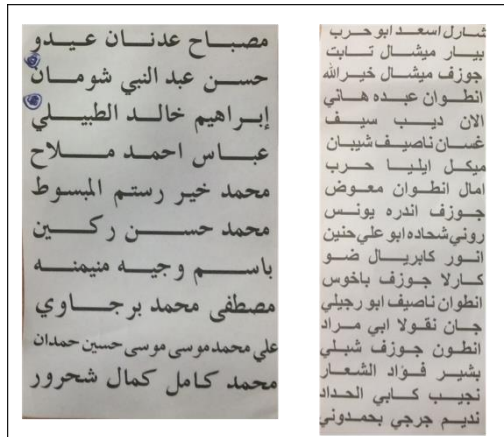 شارل اسعد ابو حرب
بيار ميشال تابت
جوزف ميشال خيرالله
انطوان عبده هاني
الان ديب سيف
غسان ناصيف شيبان
ميكل ايليا حرب
امال انطوان معوض
جوزف اندره يونس
روني شحاده ابو علي حنين
انور كابريال ضو
كارلا جوزف باخوس
انطوان ناصيف ابو رجيلي
جان نقولا ابي مراد
انطون جوزف شبلي
بشير فؤاد الشعار
نجيب كابي الحداد
نديم جرجي بحمدوني
مصباح عدنان عيدو
حسن عبد النبي شومان
إبراهيم خالد الطبيلي
عباس احمد ملاح
محمد خير رستم المبسوط
محمد حسن ركين
باسم وجيه منيمنه
مصطفى محمد برجاوي
علي محمد موسى موسى حسين حمدان
محمد كامل كمال شحرور